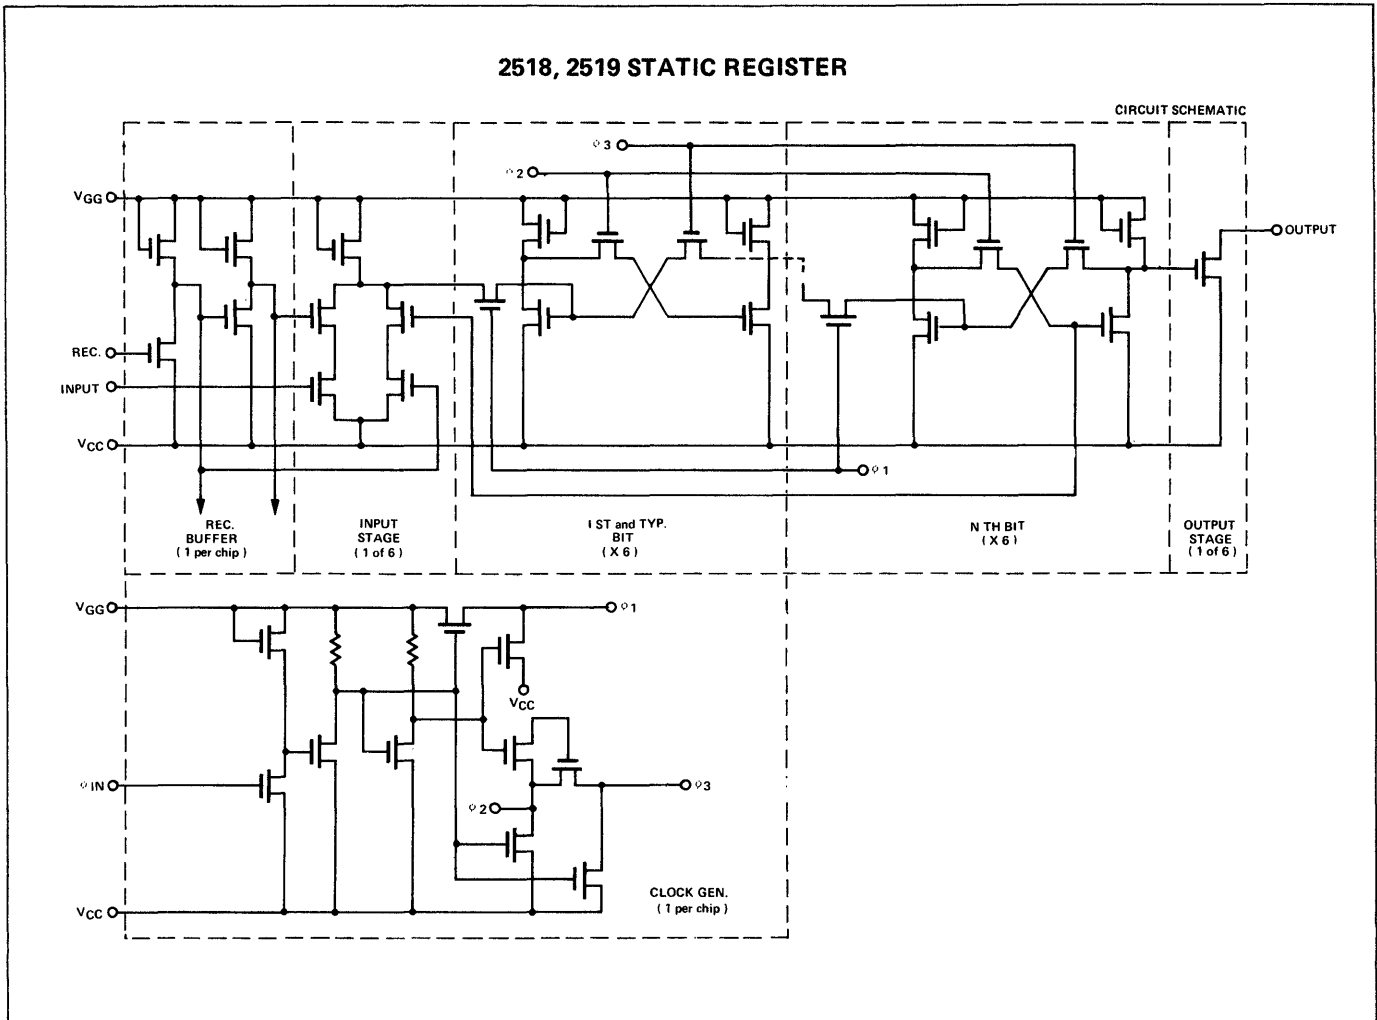 2518, 2519 STATIC REGISTER
CIRCUIT SCHEMATIC
φ3
φ2
VGG
OUTPUT
REC.
INPUT
VCC
φ1
REC.
BUFFER
(1 per chip)
INPUT
STAGE
(1 of 6)
I ST and TYP.
BIT
(X 6)
N TH BIT
(X 6)
OUTPUT
STAGE
(1 of 6)
VGG
φ1
VCC
φIN
φ3
φ2
CLOCK GEN.
(1 per chip)
VCC